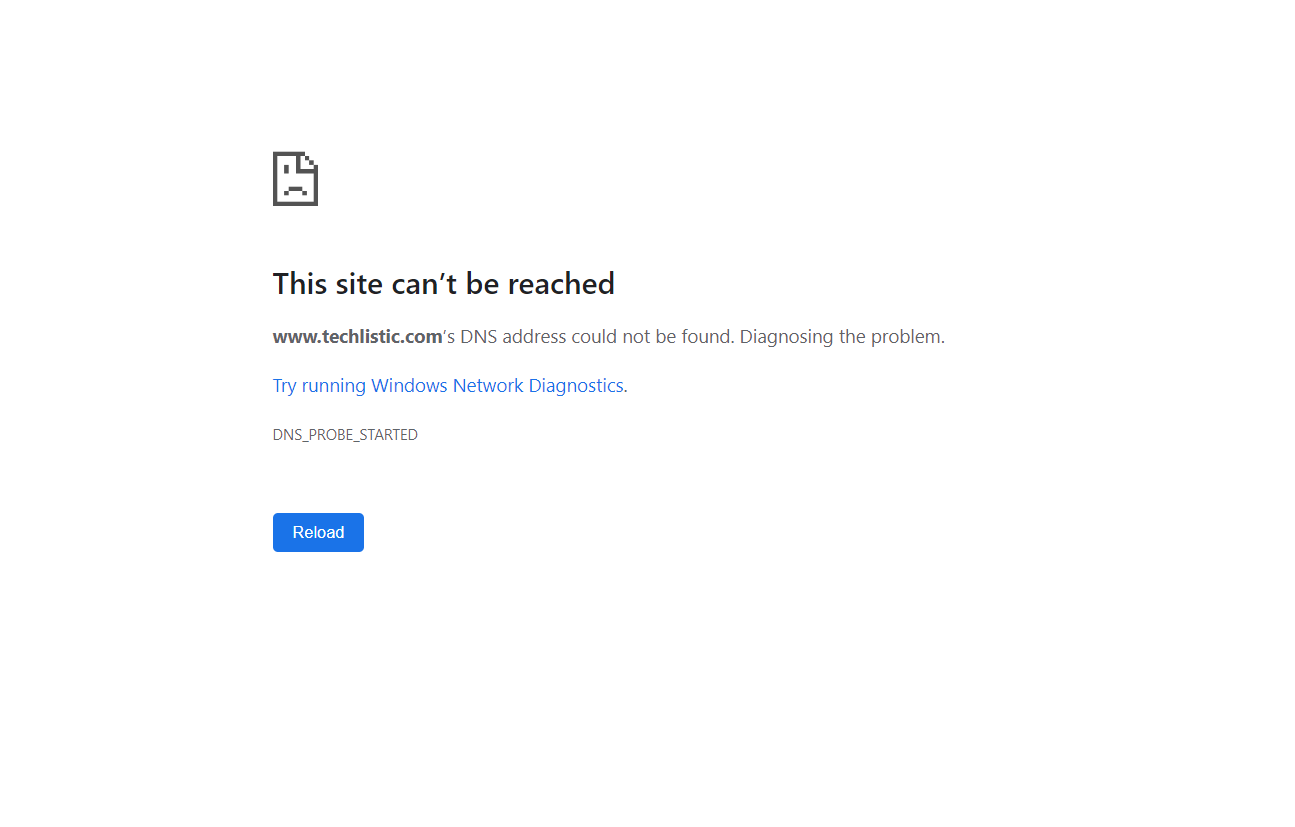 This site can’t be reached
www.techlistic.com’s DNS address could not be found. Diagnosing the problem.
Try running Windows Network Diagnostics.
DNS_PROBE_STARTED
Reload